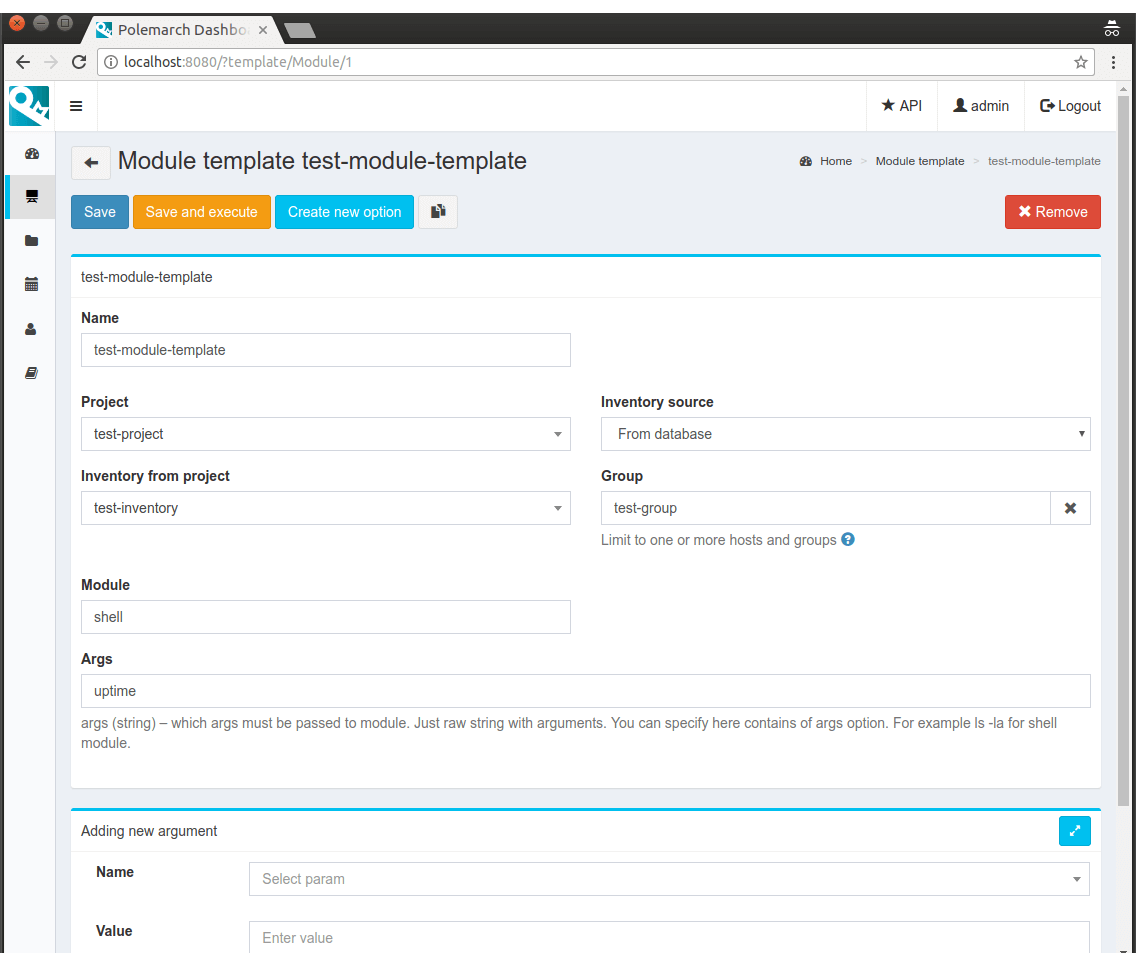 Polemarch Dashbo
localhost:8080/?template/Module/1
API
admin
Logout
Module template test-module-template
Home > Module template > test-module-template
Save
Save and execute
Create new option
Remove
test-module-template
Name
test-module-template
Project
Inventory source
test-project
From database
Inventory from project
Group
test-inventory
test-group
Limit to one or more hosts and groups
Module
shell
Args
uptime
args (string) – which args must be passed to module. Just raw string with arguments. You can specify here contains of args option. For example ls -la for shell
module.
Adding new argument
Name
Select param
Value
Enter value